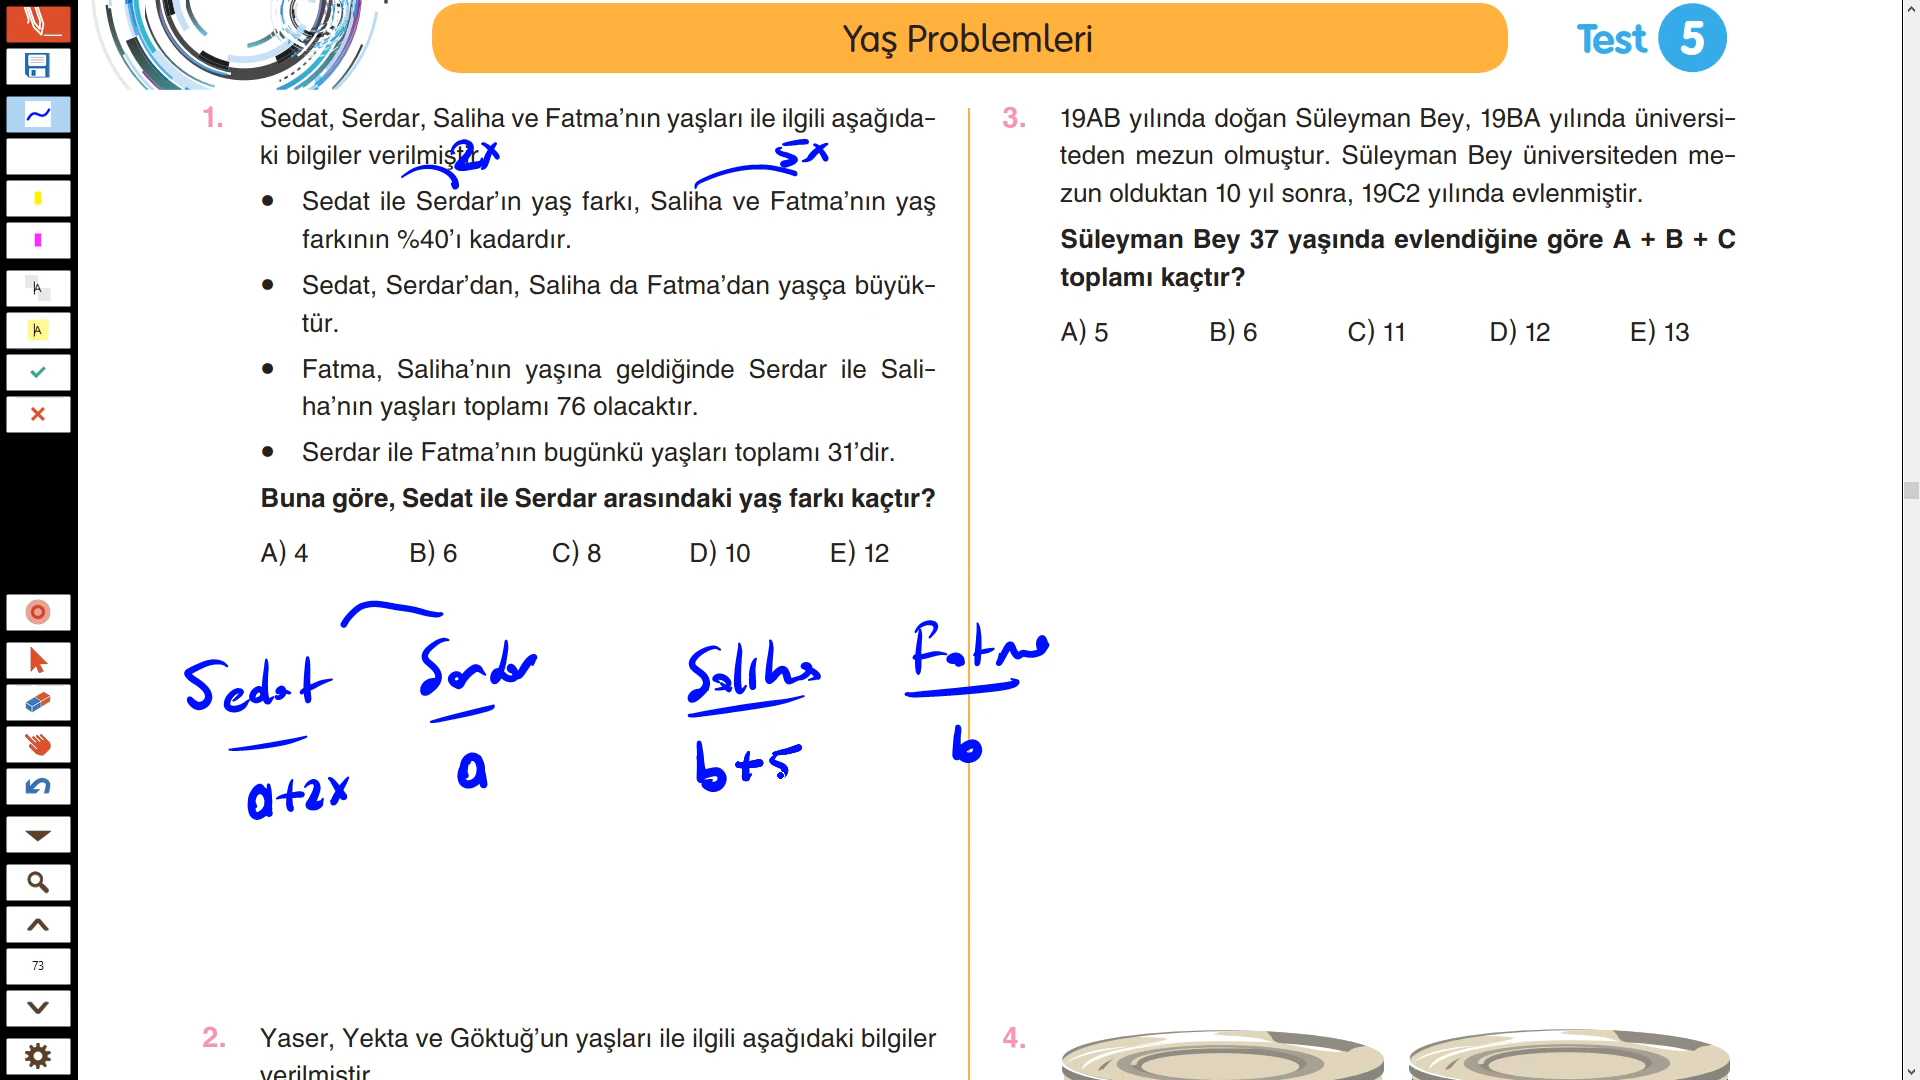 Yaş Problemleri
Test 5
1. Sedat, Serdar, Saliha ve Fatma’nın yaşları ile ilgili aşağıda-
ki bilgiler verilmiştir.
2x
5x
• Sedat ile Serdar’ın yaş farkı, Saliha ve Fatma’nın yaş
farkının %40’ı kadardır.
• Sedat, Serdar’dan, Saliha da Fatma’dan yaşça büyük-
tür.
• Fatma, Saliha’nın yaşına geldiğinde Serdar ile Sali-
ha’nın yaşları toplamı 76 olacaktır.
• Serdar ile Fatma’nın bugünkü yaşları toplamı 31’dir.
Buna göre, Sedat ile Serdar arasındaki yaş farkı kaçtır?
A) 4 B) 6 C) 8 D) 10 E) 12
Sedat Serdar Saliha Fatma
a+2x a b+5 b
2. Yaser, Yekta ve Göktuğ’un yaşları ile ilgili aşağıdaki bilgiler
verilmiştir
3. 19AB yılında doğan Süleyman Bey, 19BA yılında üniversi-
teden mezun olmuştur. Süleyman Bey üniversiteden me-
zun olduktan 10 yıl sonra, 19C2 yılında evlenmiştir.
Süleyman Bey 37 yaşında evlendiğine göre A + B + C
toplamı kaçtır?
A) 5 B) 6 C) 11 D) 12 E) 13
4.
A
A
73